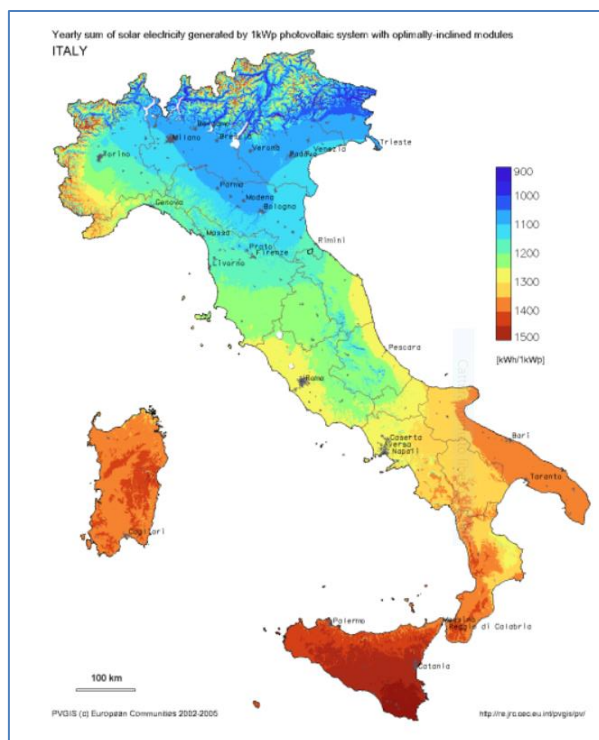 Yearly sum of solar electricity generated by 1kWp photovoltaic system with optimally-inclined modules
ITALY
Bergamo
Milano
Brescia
Trieste
Torino
Verona
Venezia
Padova
Parma
Genova
Modena
Bologna
Massa
Rimini
Prato
Firenze
Livorno
Pescara
Roma
Caserta
versa
Napoli
Bari
Taranto
Cagliari
Palermo
Messina
Reggio di Calabria
Catania
900
1000
1100
1200
1300
1400
1500
[kWh/1kWp]
100 km
PVGIS (c) European Communities 2002-2005
http://re.jrc.cec.eu.int/pvgis/pv/